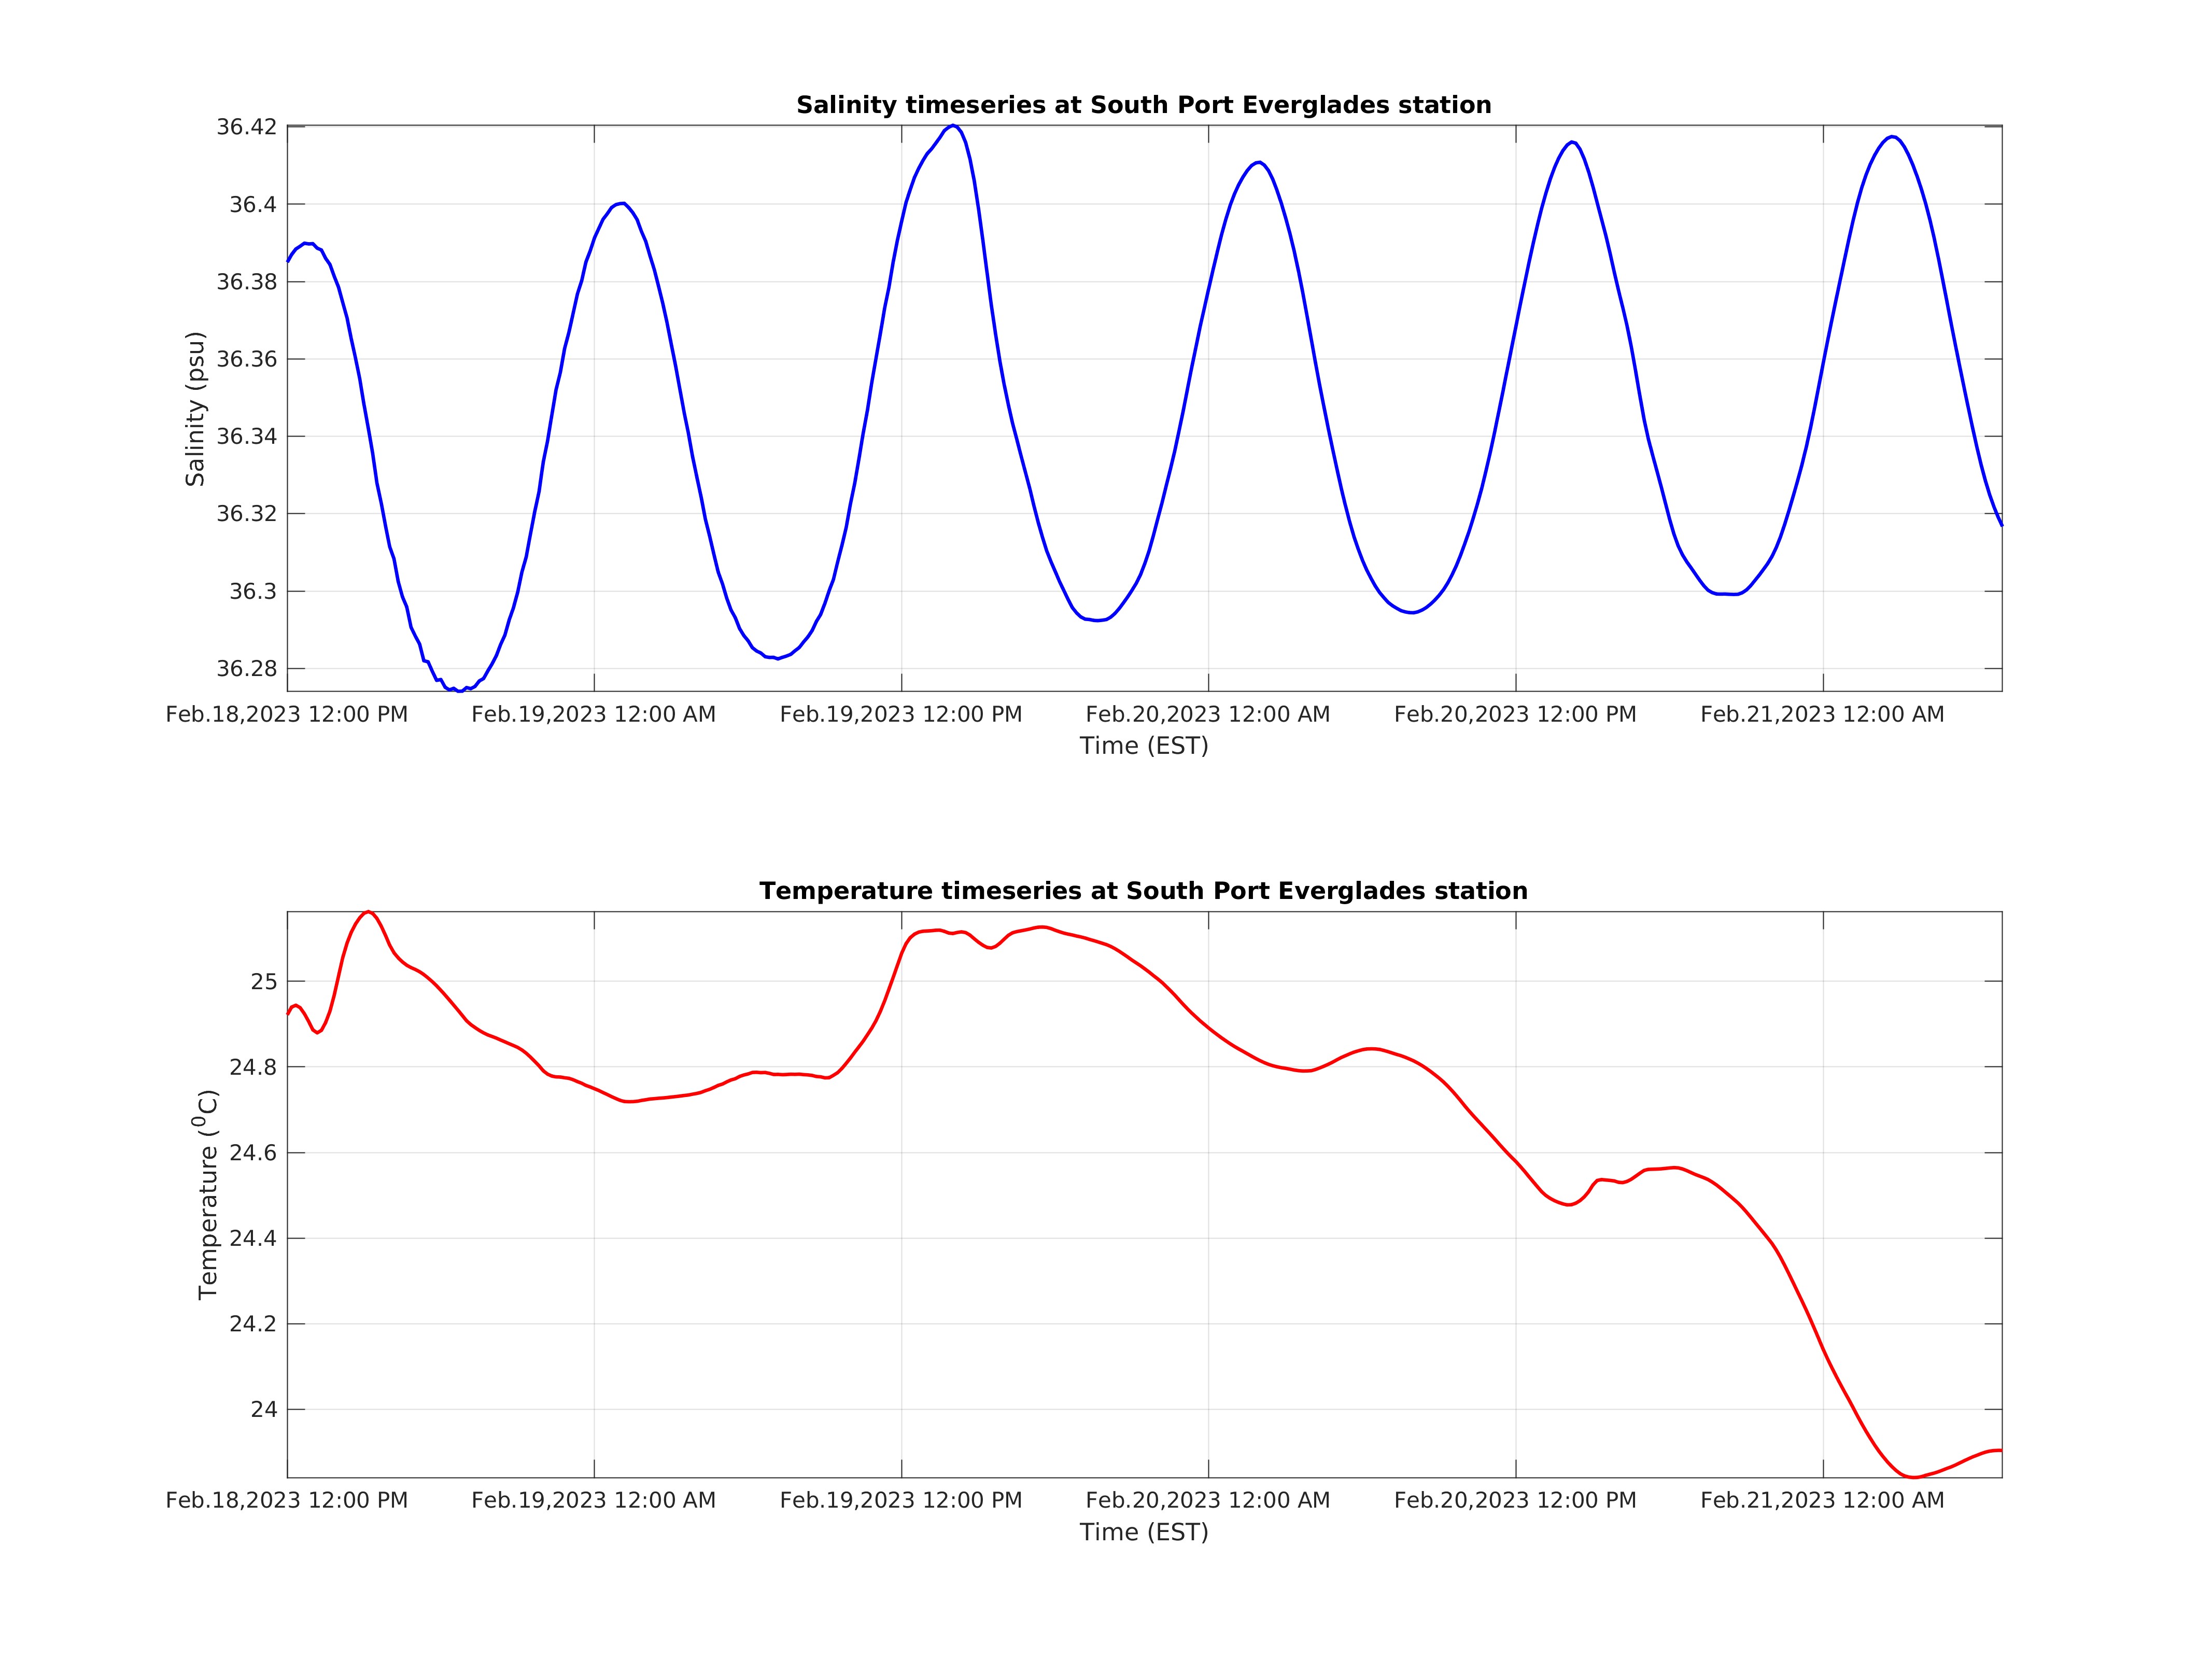 Salinity timeseries at South Port Everglades station
36.42
36.4
36.38
36.36
36.34
36.32
36.3
36.28
Salinity (psu)
Feb.18,2023 12:00 PM Feb.19,2023 12:00 AM Feb.19,2023 12:00 PM Feb.20,2023 12:00 AM Feb.20,2023 12:00 PM Feb.21,2023 12:00 AM
Time (EST)
Temperature timeseries at South Port Everglades station
25
24.8
24.6
24.4
24.2
24
Temperature (⁰C)
Feb.18,2023 12:00 PM Feb.19,2023 12:00 AM Feb.19,2023 12:00 PM Feb.20,2023 12:00 AM Feb.20,2023 12:00 PM Feb.21,2023 12:00 AM
Time (EST)